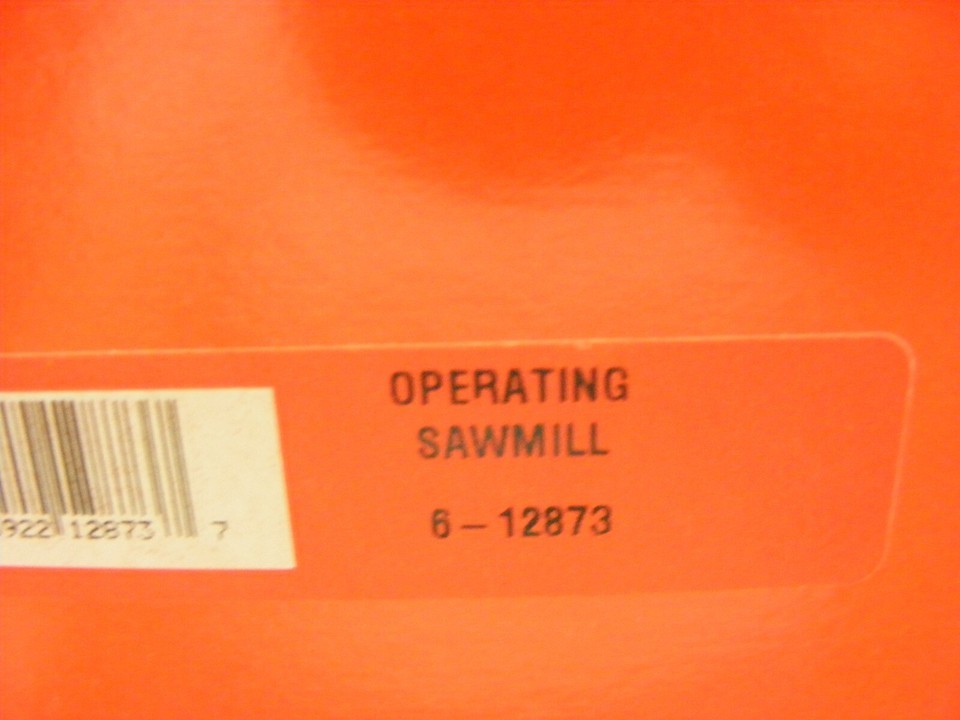 OPERATING
SAWMILL
6-12873
922 12873 7